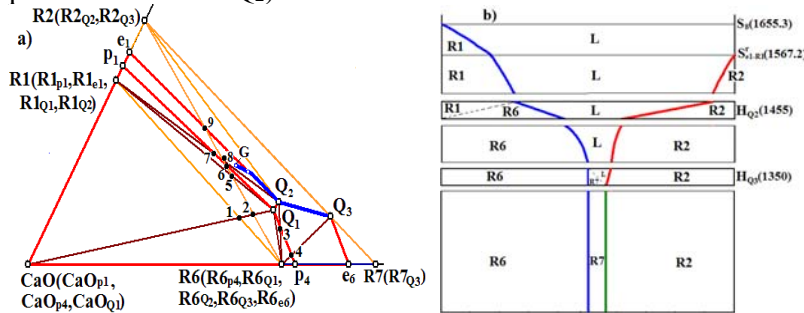 R2(R2Q2,R2Q3)
a)
e1
p1
R1(R1p1,R1e1,
R1Q1,R1Q2)
9
7
8
G
6
5
Q2
Q1
Q3
1
2
3
4
CaO(CaOp1,
CaOp4,CaOQ1)
R6(R6p4,R6Q1,
R6Q2,R6Q3,R6e6)
p4
e6
R7(R7Q3)
b)
R1
L
S8(1655.3)
R1
L
R2
R1
R6
L
R2
HQ2(1455)
R6
L
R2
R6
L
R2
HQ3(1350)
R6
R7
R2